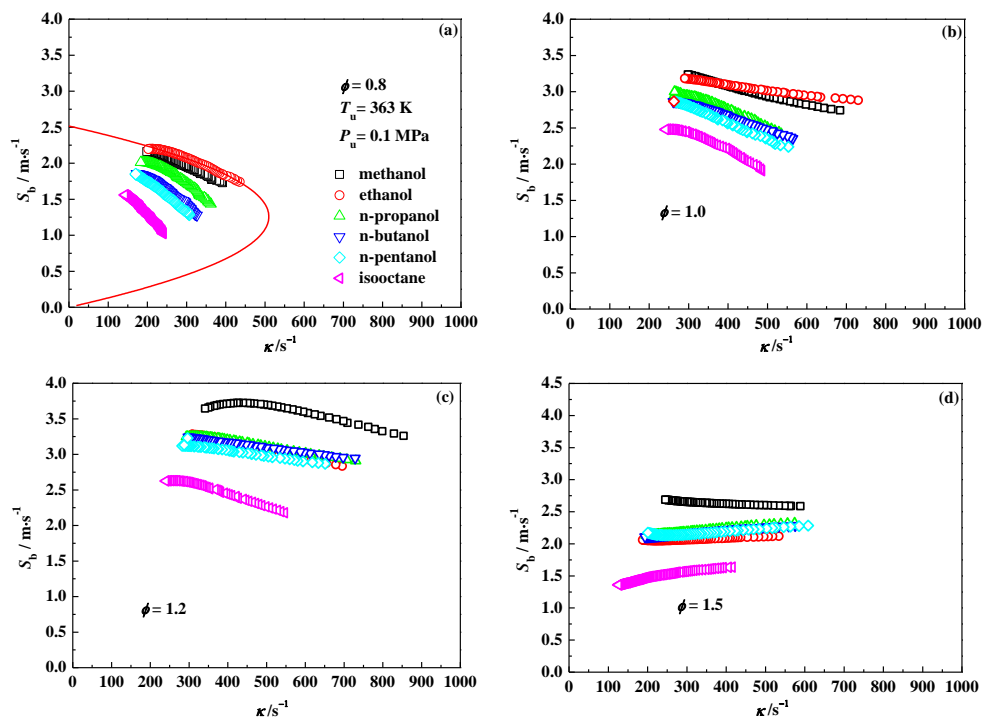 (a)
4.0
3.5
3.0
2.5
2.0
1.5
1.0
0.5
0.0
S_b / m·s⁻¹
ϕ = 0.8
T_u = 363 K
P_u = 0.1 MPa
methanol
ethanol
n-propanol
n-butanol
n-pentanol
isooctane
0 100 200 300 400 500 600 700 800 900 1000
κ/s⁻¹
(b)
4.0
3.5
3.0
2.5
2.0
1.5
1.0
0.5
0.0
S_b / m·s⁻¹
ϕ = 1.0
0 100 200 300 400 500 600 700 800 900 1000
κ/s⁻¹
(c)
4.0
3.5
3.0
2.5
2.0
1.5
1.0
0.5
0.0
S_b / m·s⁻¹
ϕ = 1.2
0 100 200 300 400 500 600 700 800 900 1000
κ/s⁻¹
(d)
4.5
4.0
3.5
3.0
2.5
2.0
1.5
1.0
0.5
0.0
S_b / m·s⁻¹
ϕ = 1.5
0 100 200 300 400 500 600 700 800 900 1000
κ/s⁻¹